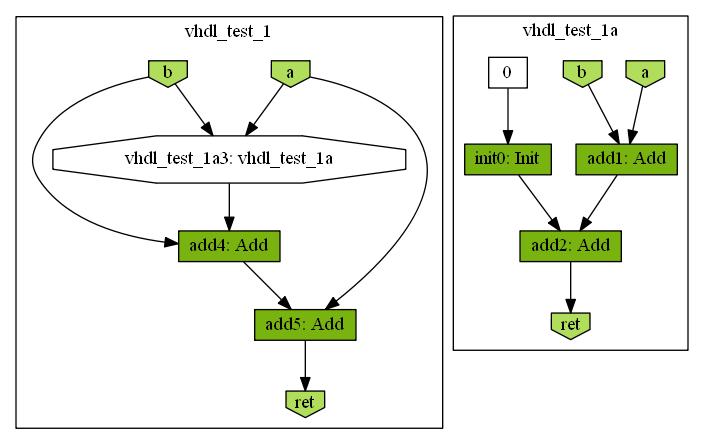 vhdl_test_1
b
a
vhdl_test_1a3: vhdl_test_1a
add4: Add
add5: Add
ret
vhdl_test_1a
0
b
a
init0: Init
add1: Add
add2: Add
ret